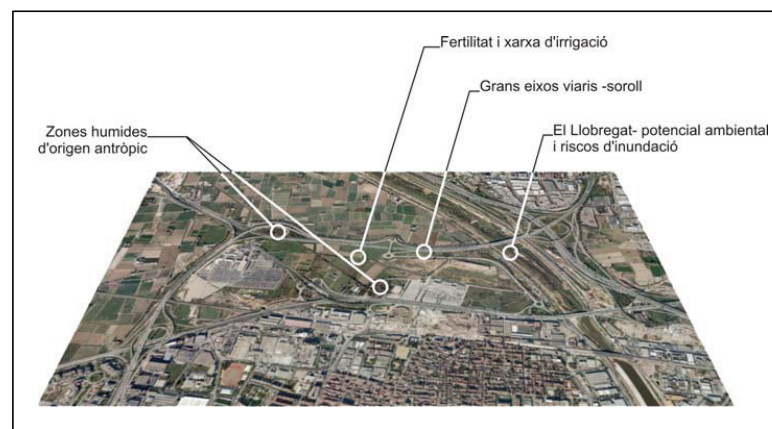 Fertilitat i xarxa d'irrigació
Grans eixos viaris -soroll
Zones humides
d'origen antròpic
El Llobregat- potencial ambiental
i riscos d'inundació